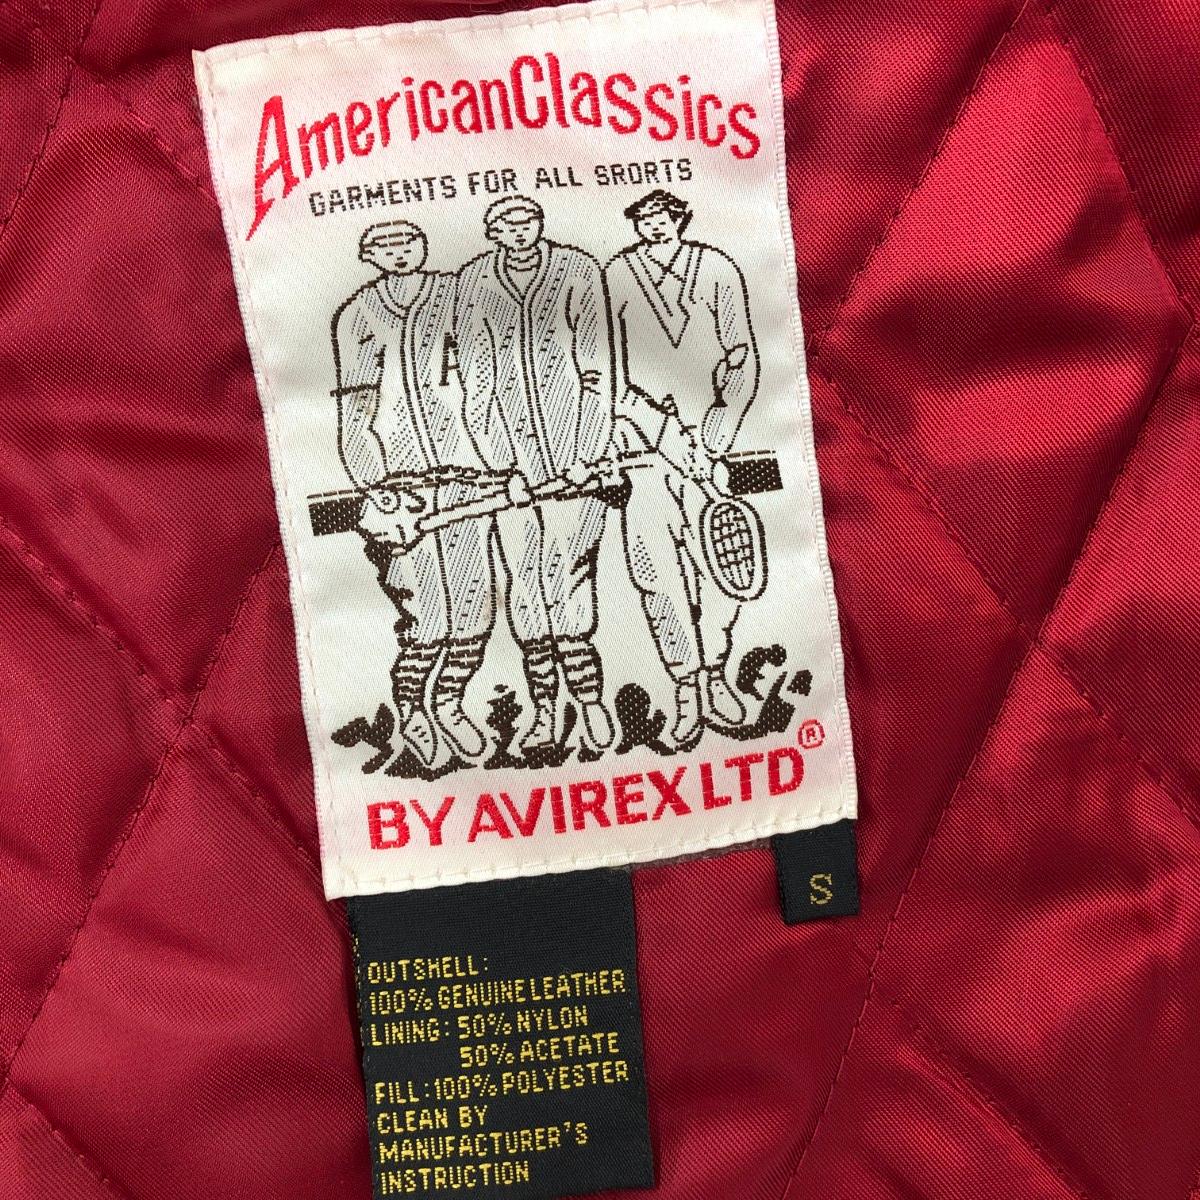 AmericanClassics
GARMENTS FOR ALL SRORTS
A
BY AVIREX LTD®
S
OUTSHELL:
100% GENUINE LEATHER
LINING: 50% NYLON
50% ACETATE
FILL: 100% POLYESTER
CLEAN BY
MANUFACTURER'S
INSTRUCTION